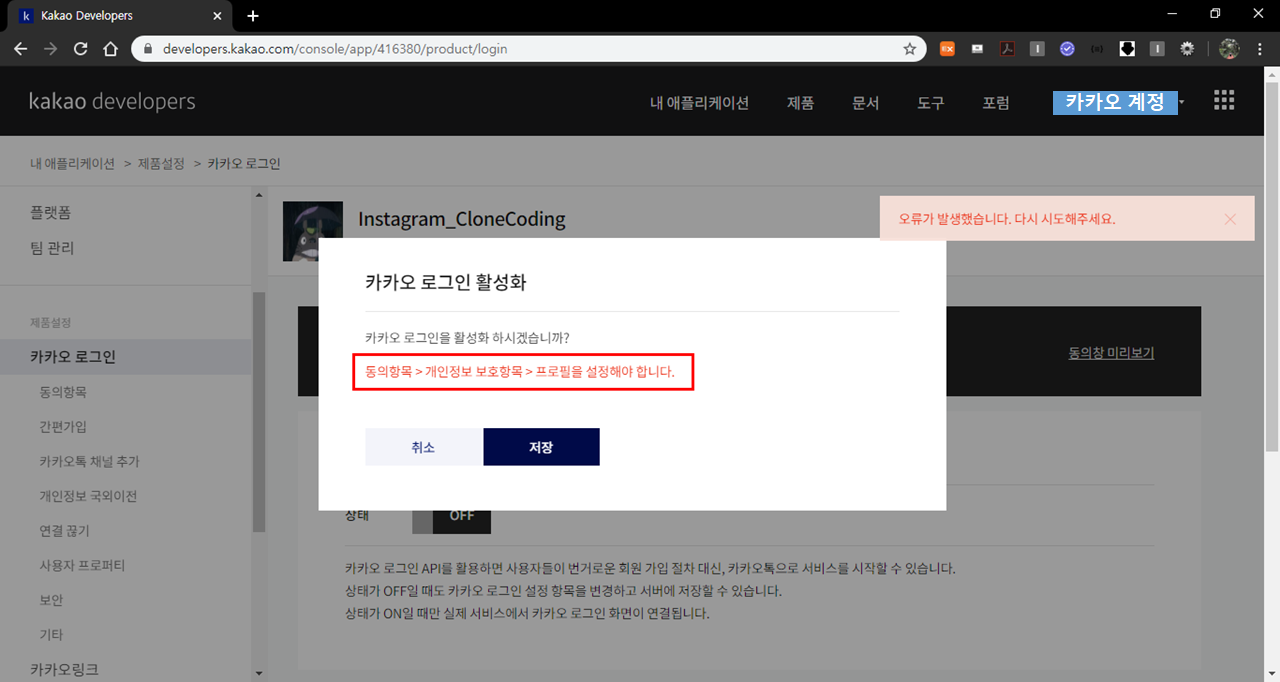 Kakao Developers
developers.kakao.com/console/app/416380/product/login
kakao developers
내 애플리케이션 제품 문서 도구 포럼 카카오 계정
내 애플리케이션 > 제품설정 > 카카오 로그인
플랫폼
팀 관리
제품설정
카카오 로그인
동의항목
간편가입
카카오톡 채널 추가
개인정보 국외이전
연결 끊기
사용자 프로퍼티
보안
기타
카카오링크
Instagram_CloneCoding
오류가 발생했습니다. 다시 시도해주세요.
카카오 로그인 활성화
카카오 로그인을 활성화 하시겠습니까?
동의항목 > 개인정보 보호항목 > 프로필을 설정해야 합니다.
취소 저장
동의창 미리보기
상태 OFF
카카오 로그인 API를 활용하면 사용자들이 번거로운 회원 가입 절차 대신, 카카오톡으로 서비스를 시작할 수 있습니다.
상태가 OFF일 때도 카카오 로그인 설정 항목을 변경하고 서버에 저장할 수 있습니다.
상태가 ON일 때만 실제 서비스에서 카카오 로그인 화면이 연결됩니다.